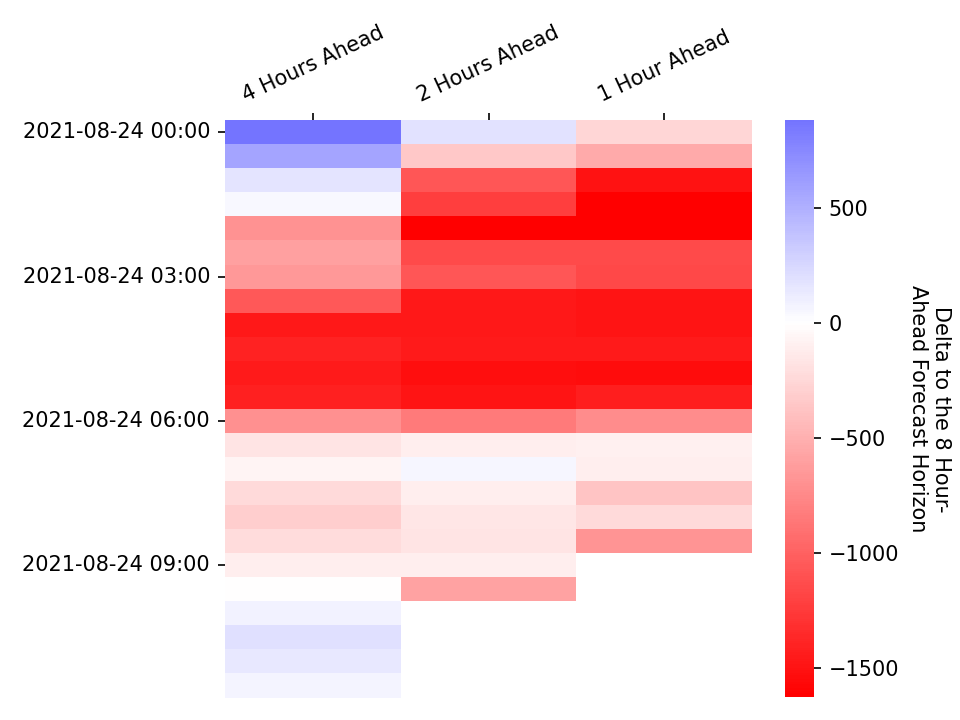 4 Hours Ahead
2 Hours Ahead
1 Hour Ahead
2021-08-24 00:00
2021-08-24 03:00
2021-08-24 06:00
2021-08-24 09:00
500
0
−500
−1000
−1500
Delta to the 8 Hour-
Ahead Forecast Horizon